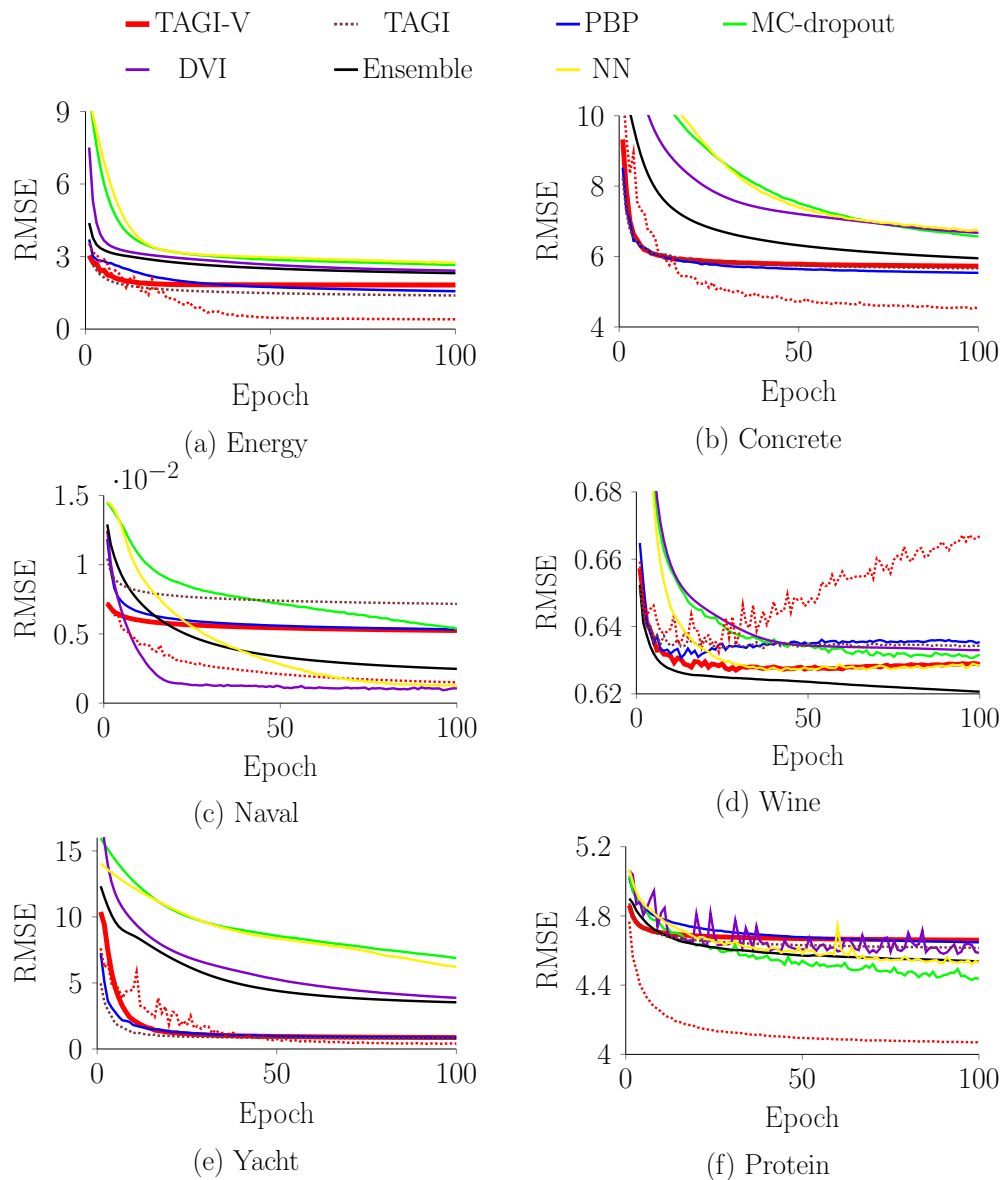 TAGI-V TAGI PBP MC-dropout
DVI Ensemble NN
9
6
3
0
0 50 100
RMSE
Epoch
(a) Energy
10
8
6
4
0 50 100
RMSE
Epoch
(b) Concrete
·10⁻²
1.5
1
0.5
0
0 50 100
RMSE
Epoch
(c) Naval
0.68
0.66
0.64
0.62
0 50 100
RMSE
Epoch
(d) Wine
15
10
5
0
0 50 100
RMSE
Epoch
(e) Yacht
5.2
4.8
4.4
4
0 50 100
RMSE
Epoch
(f) Protein